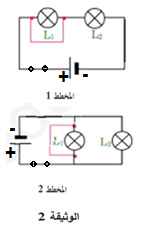 L1 L2
+ -
المخطط 1
-
+
L1 L2
المخطط 2
الوثيقة 2